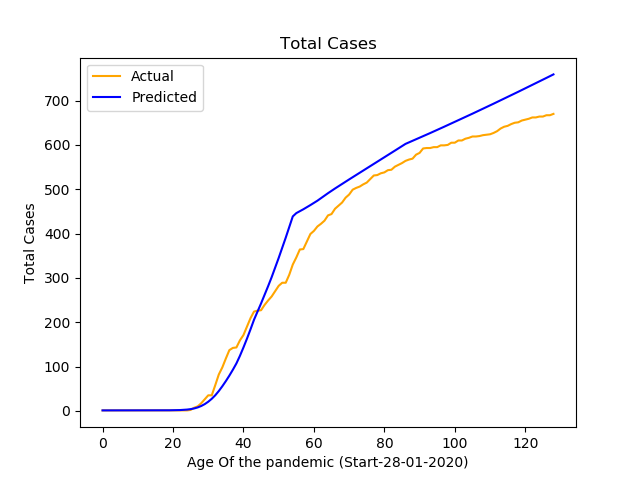 Total Cases
Actual
Predicted
Total Cases
700
600
500
400
300
200
100
0
0 20 40 60 80 100 120
Age Of the pandemic (Start-28-01-2020)